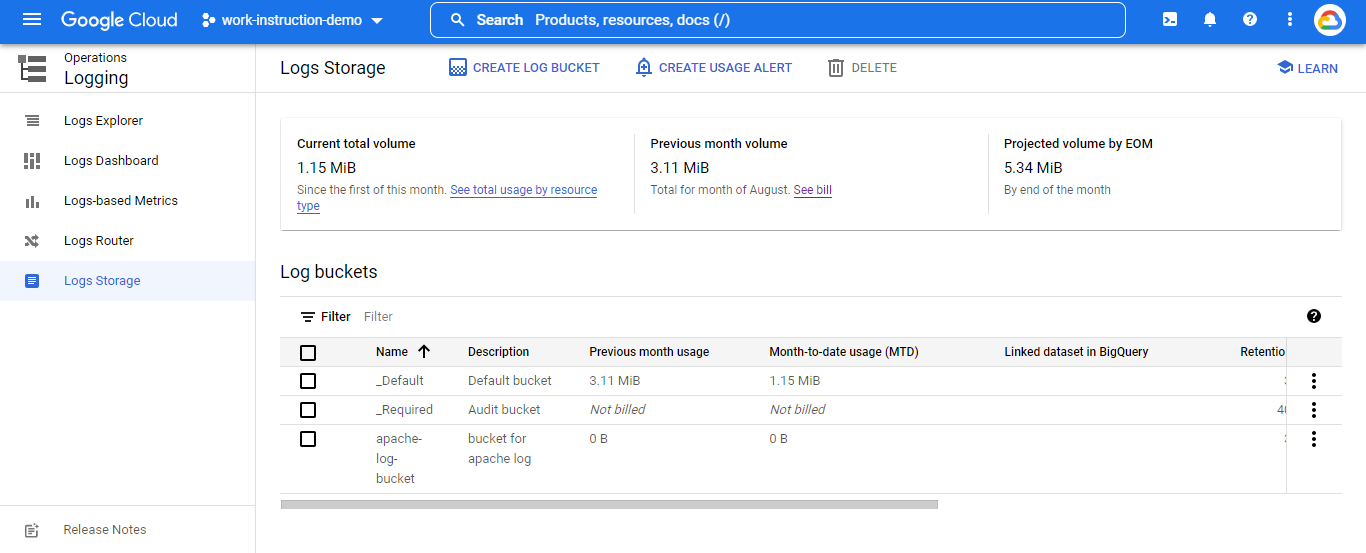 Google Cloud
work-instruction-demo
Search Products, resources, docs (/)
Operations
Logging
Logs Storage
CREATE LOG BUCKET
CREATE USAGE ALERT
DELETE
LEARN
Logs Explorer
Logs Dashboard
Logs-based Metrics
Logs Router
Logs Storage
Release Notes
Current total volume
1.15 MiB
Since the first of this month. See total usage by resource
type
Previous month volume
3.11 MiB
Total for month of August. See bill
Projected volume by EOM
5.34 MiB
By end of the month
Log buckets
Filter Filter
Name Description Previous month usage Month-to-date usage (MTD) Linked dataset in BigQuery Retentio
_Default Default bucket 3.11 MiB 1.15 MiB
_Required Audit bucket Not billed Not billed
apache- bucket for 0 B 0 B
log- apache log
bucket